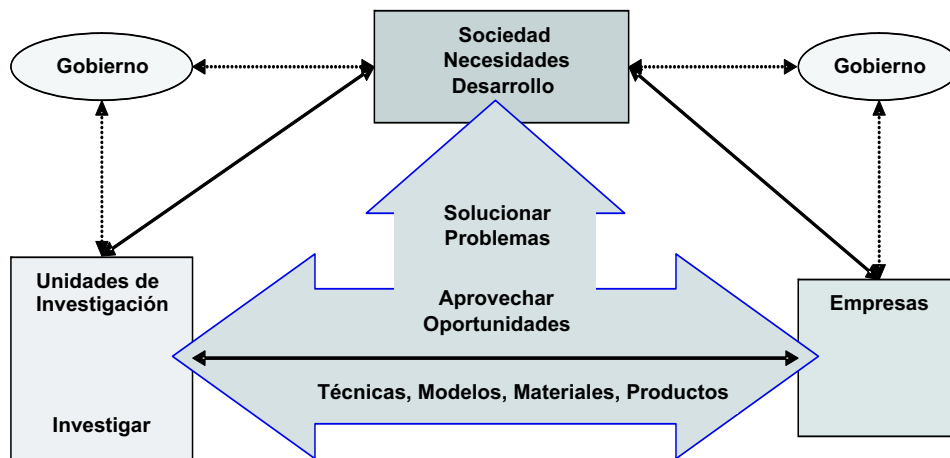 Sociedad
Necesidades
Desarrollo
Gobierno
Gobierno
Solucionar
Problemas
Unidades de
Investigación
Aprovechar
Oportunidades
Empresas
Técnicas, Modelos, Materiales, Productos
Investigar